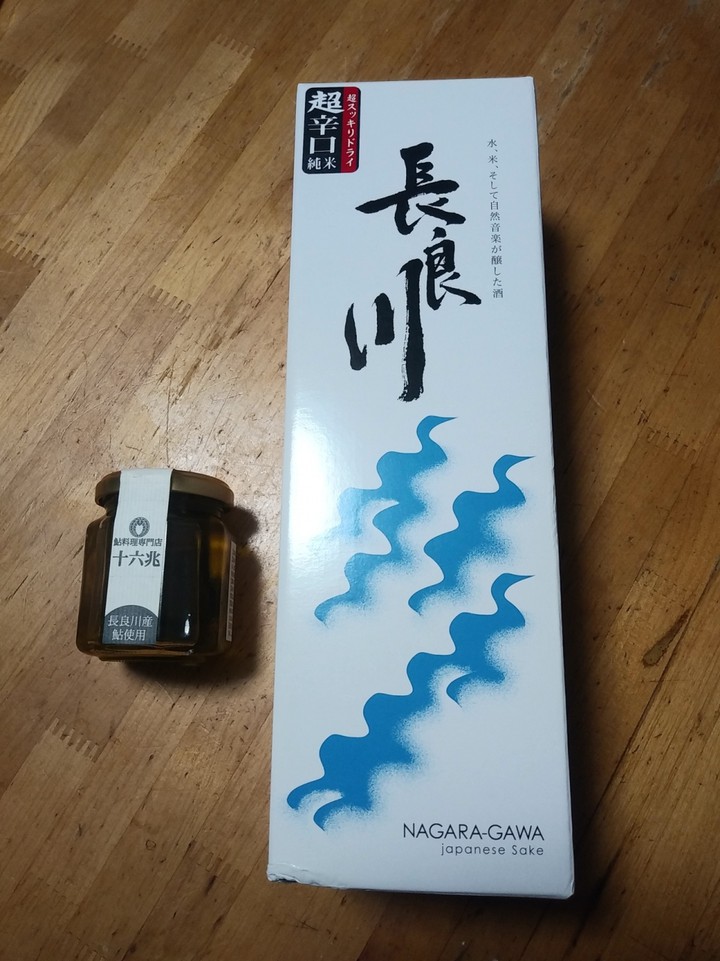 超スッキリドライ
超辛口
純米
水、米、そして自然音楽が醸した酒
長良川
NAGARA-GAWA
japanese Sake
鮎料理専門店
十六兆
長良川産
鮎使用